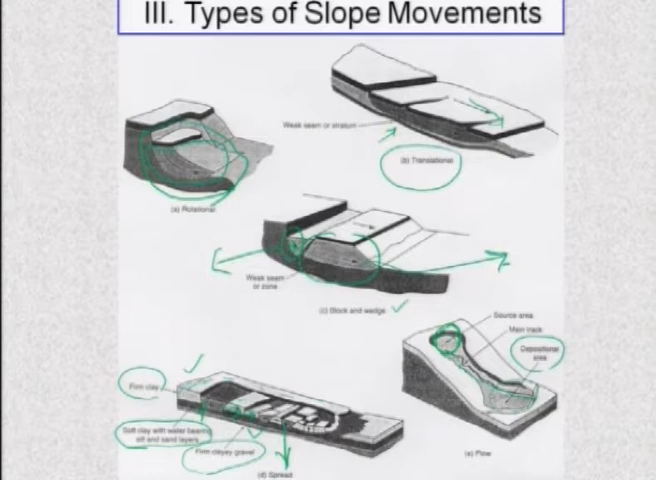 III. Types of Slope Movements
Weak seam or stratum
(b) Translational
(a) Rotational
Weak seam
or zone
(c) Block and wedge
Source area
Main track
Depositional
area
Firm clay
Soft clay with water bearing
silt and sand layers
Firm clayey gravel
(d) Spread
(e) Flow